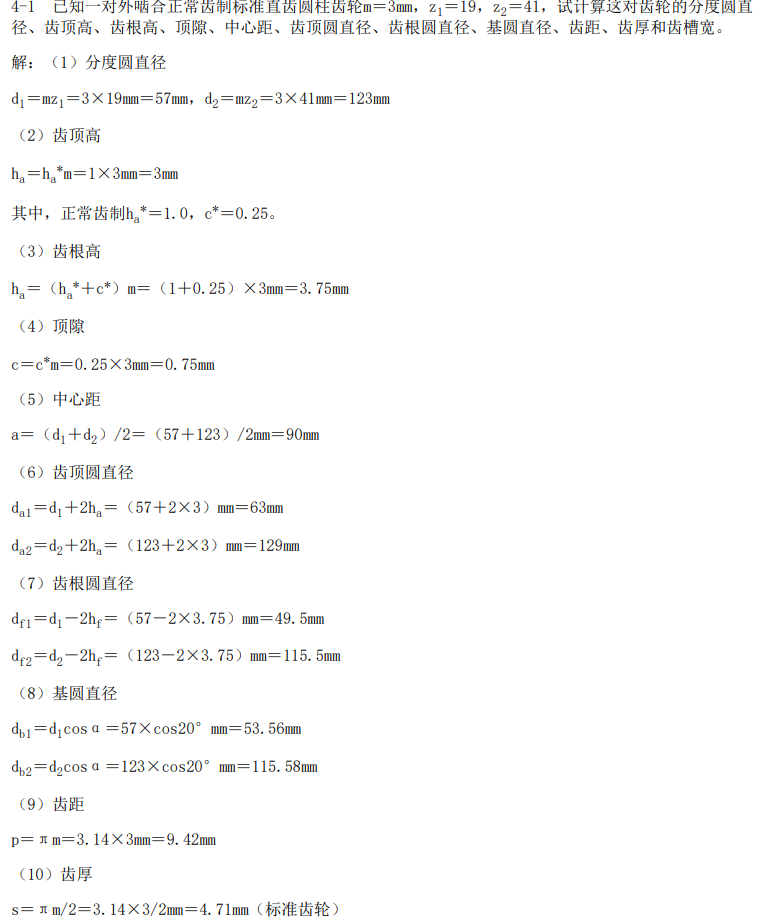 4-1 已知一对外啮合正常齿制标准直齿圆柱齿轮m＝3mm，z₁＝19，z₂＝41，试计算这对齿轮的分度圆直
径、齿顶高、齿根高、顶隙、中心距、齿顶圆直径、齿根圆直径、基圆直径、齿距、齿厚和齿槽宽。
解：（1）分度圆直径
d₁＝mz₁＝3×19mm＝57mm，d₂＝mz₂＝3×41mm＝123mm
（2）齿顶高
hₐ＝hₐ*m＝1×3mm＝3mm
其中，正常齿制hₐ*＝1.0，c*＝0.25。
（3）齿根高
hₐ＝（hₐ*＋c*）m＝（1＋0.25）×3mm＝3.75mm
（4）顶隙
c＝c*m＝0.25×3mm＝0.75mm
（5）中心距
a＝（d₁＋d₂）/2＝（57＋123）/2mm＝90mm
（6）齿顶圆直径
dₐ₁＝d₁＋2hₐ＝（57＋2×3）mm＝63mm
dₐ₂＝d₂＋2hₐ＝（123＋2×3）mm＝129mm
（7）齿根圆直径
d_f1＝d₁－2h_f＝（57－2×3.75）mm＝49.5mm
d_f2＝d₂－2h_f＝（123－2×3.75）mm＝115.5mm
（8）基圆直径
d_b1＝d₁cosα＝57×cos20°mm＝53.56mm
d_b2＝d₂cosα＝123×cos20°mm＝115.58mm
（9）齿距
p＝πm＝3.14×3mm＝9.42mm
（10）齿厚
s＝πm/2＝3.14×3/2mm＝4.71mm（标准齿轮）